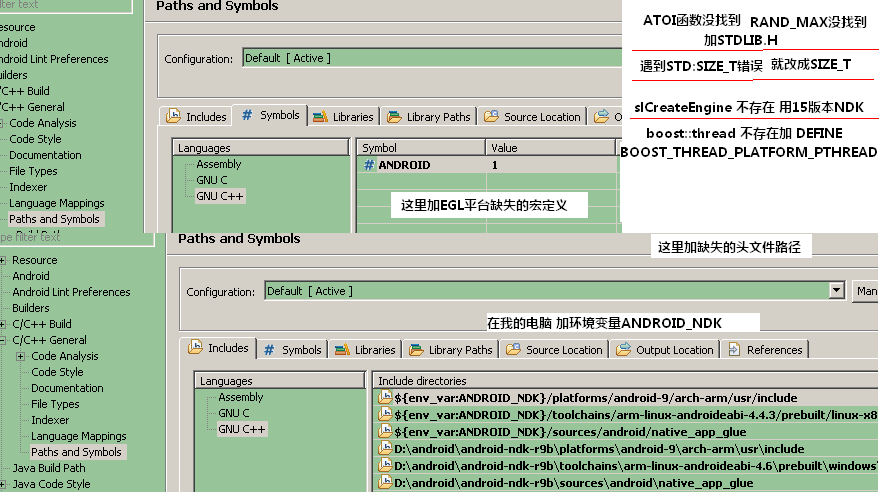 lter text
Paths and Symbols
esource
ndroid
ndroid Lint Preferences
ilders
/C++ Build
/C++ General
Code Analysis
Code Style
Documentation
File Types
Indexer
Language Mappings
Paths and Symbols
Configuration:
Default [ Active ]
Includes
# Symbols
Libraries
Library Paths
Source Location
O
Languages
Assembly
GNU C
GNU C++
Symbol
Value
# ANDROID
1
这里加EGL平台缺失的宏定义
ATOI函数没找到 RAND_MAX没找到
加STDLIB.H
遇到STD:SIZE_T错误 就改成SIZE_T
slCreateEngine 不存在 用15版本NDK
boost::thread 不存在加 DEFINE
BOOST_THREAD_PLATFORM_PTHREAD
pe filter text
Paths and Symbols
这里加缺失的头文件路径
Resource
Android
Android Lint Preferences
Builders
C/C++ Build
C/C++ General
Code Analysis
Code Style
Documentation
File Types
Indexer
Language Mappings
Paths and Symbols
Java Build Path
Java Code Style
Configuration:
Default [ Active ]
Man
在我的电脑 加环境变量ANDROID_NDK
Includes
# Symbols
Libraries
Library Paths
Source Location
Output Location
References
Languages
Assembly
GNU C
GNU C++
Include directories
${env_var:ANDROID_NDK}/platforms/android-9/arch-arm/usr/include
${env_var:ANDROID_NDK}/toolchains/arm-linux-androideabi-4.4.3/prebuilt/linux-x8
${env_var:ANDROID_NDK}/sources/android/native_app_glue
D:\android\android-ndk-r9b\platforms\android-9\arch-arm\usr\include
D:\android\android-ndk-r9b\toolchains\arm-linux-androideabi-4.6\prebuilt\windows\
D:\android\android-ndk-r9b\sources\android\native_app_glue